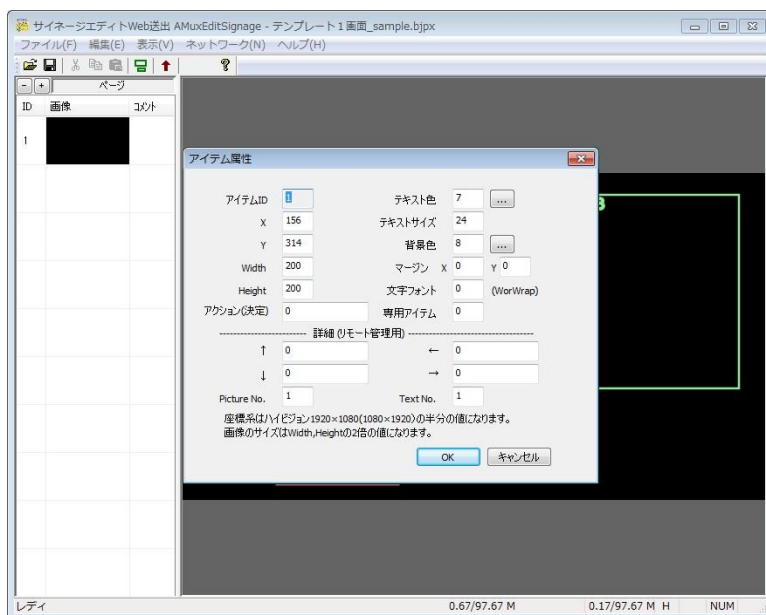 サイネージエディトWeb送出 AMuxEditSignage - テンプレート1画面_sample.bjpx
ファイル(F) 編集(E) 表示(V) ネットワーク(N) ヘルプ(H)
- + ページ
ID 画像 コメント
1
アイテム属性
アイテムID 1 テキスト色 7 ...
X 156 テキストサイズ 24
Y 314 背景色 8 ...
Width 200 マージン X 0 Y 0
Height 200 文字フォント 0 (WorWrap)
アクション(決定) 0 専用アイテム 0
------------------------ 詳細(リモート管理用) ----------------------------------
↑ 0 ← 0
↓ 0 → 0
Picture No. 1 Text No. 1
座標系はハイビジョン1920×1080(1080×1920)の半分の値になります。
画像のサイズはWidth,Heightの2倍の値になります。
OK キャンセル
レディ 0.67/97.67 M 0.17/97.67 M H NUM